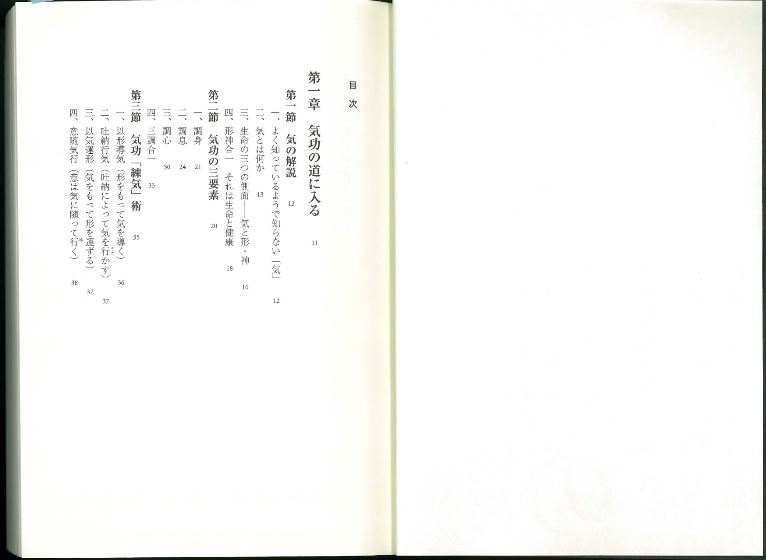 目次
第一章 気功の道に入る 11
第一節 気の解説 12
一、よく知っているようで知らない「気」 12
二、気とは何か 13
三、生命の三つの側面——気と形・神 16
四、形神合一 それは生命と健康 18
第二節 気功の三要素 20
一、調身 21
二、調息 24
三、調心 30
四、三調合一 33
第三節 気功「練気」術 35
一、以形導気（形をもって気を導く） 36
二、吐納行気（吐納によって気を行かす） 37
三、以気運形（気をもって形を運ずる） 37
四、意随気行（意は気に随って行く） 38